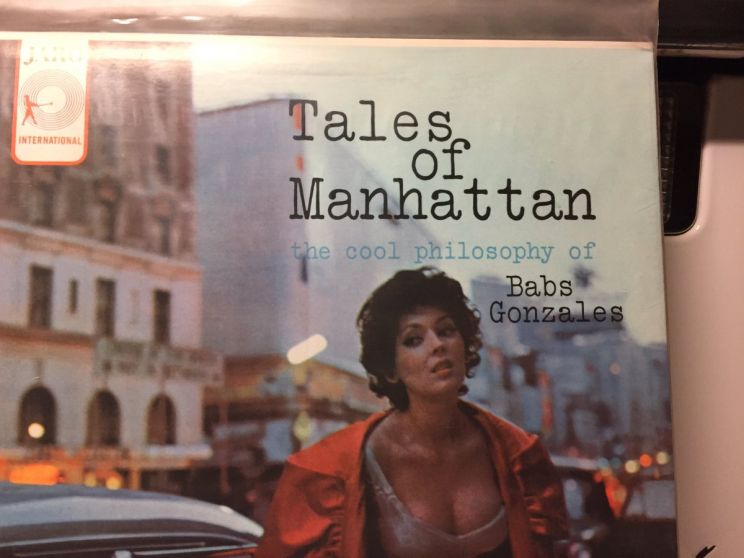 JARO
INTERNATIONAL
Tales
of
Manhattan
the cool philosophy of
Babs
Gonzales